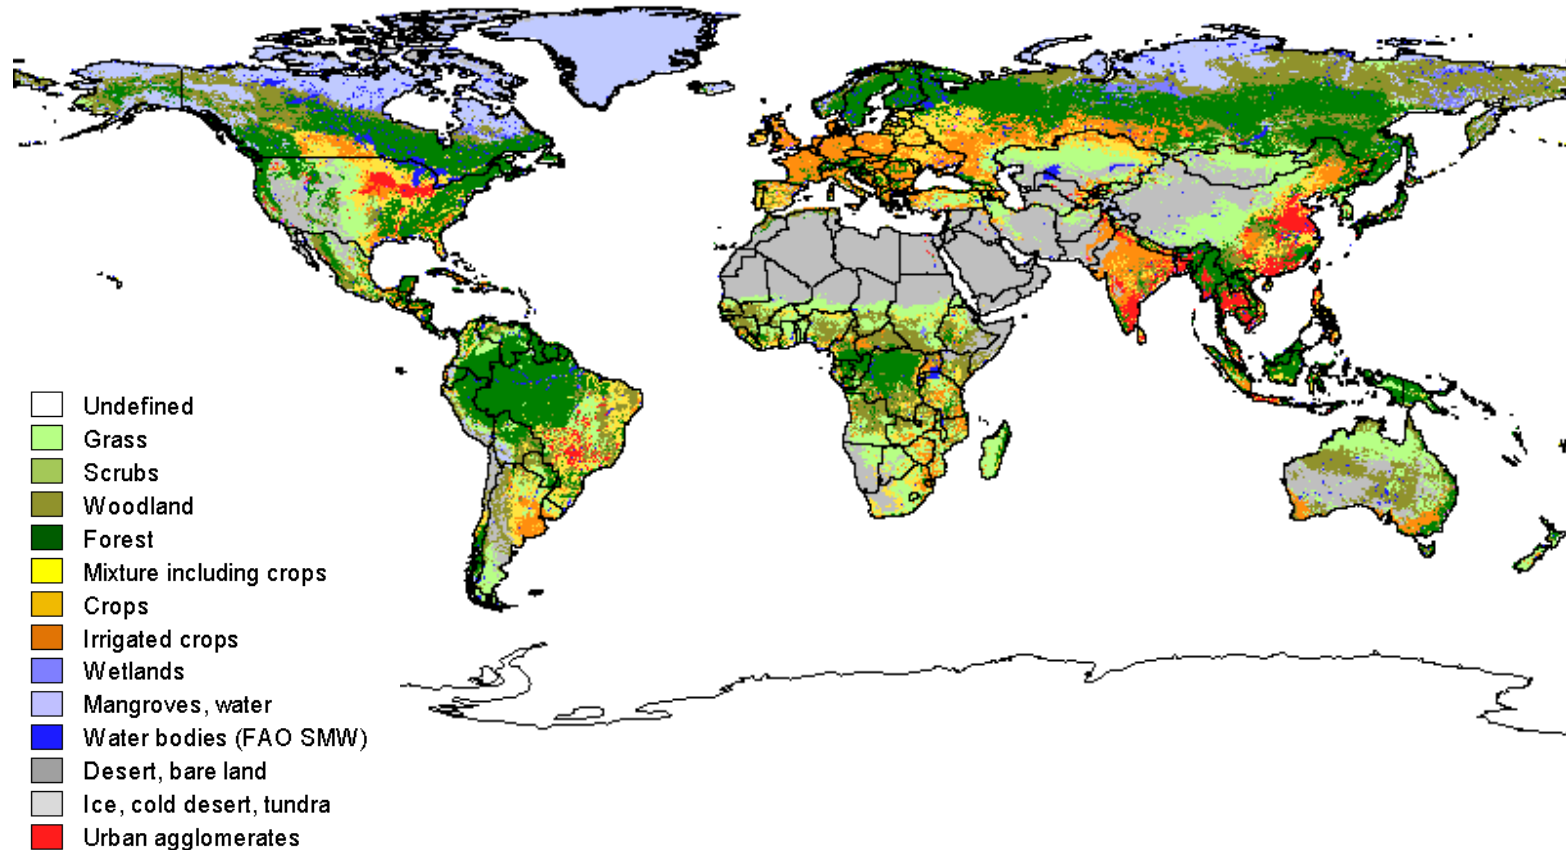 Undefined
Grass
Scrubs
Woodland
Forest
Mixture including crops
Crops
Irrigated crops
Wetlands
Mangroves, water
Water bodies (FAO SMW)
Desert, bare land
Ice, cold desert, tundra
Urban agglomerates